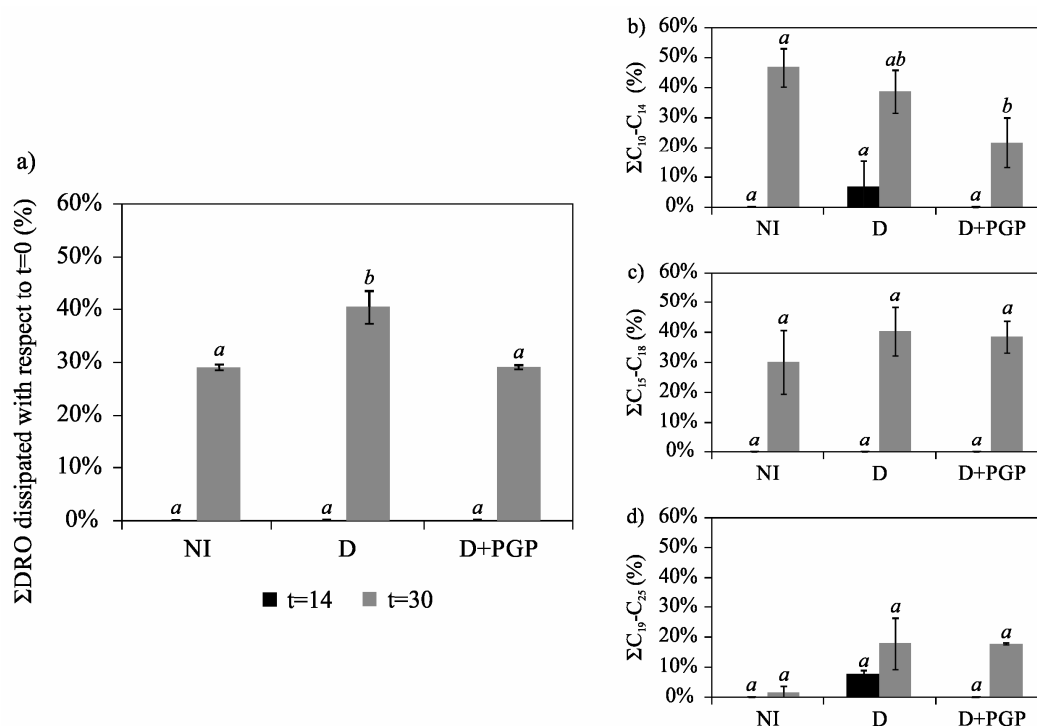 a)
ΣDRO dissipated with respect to t=0 (%)
60%
50%
40%
30%
20%
10%
0%
a a
a b
a a
NI D D+PGP
t=14 t=30
b)
ΣC₁₀-C₁₄ (%)
60%
50%
40%
30%
20%
10%
0%
a a
a ab
a b
NI D D+PGP
c)
ΣC₁₅-C₁₈ (%)
60%
50%
40%
30%
20%
10%
0%
a a
a a
a a
NI D D+PGP
d)
ΣC₁₉-C₂₅ (%)
60%
50%
40%
30%
20%
10%
0%
a a
a a
a a
NI D D+PGP